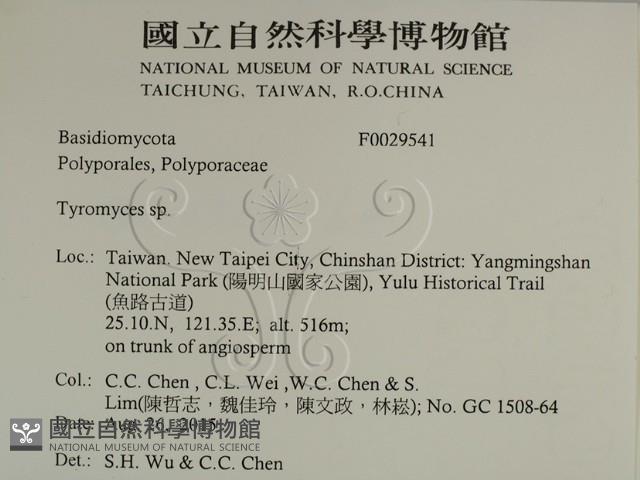 國立自然科學博物館
NATIONAL MUSEUM OF NATURAL SCIENCE
TAICHUNG, TAIWAN, R.O.CHINA
Basidiomycota F0029541
Polyporales, Polyporaceae
Tyromyces sp.
Loc.: Taiwan. New Taipei City, Chinshan District: Yangmingshan
National Park (陽明山國家公園), Yulu Historical Trail
(魚路古道)
25.10.N, 121.35.E; alt. 516m;
on trunk of angiosperm
Col.: C.C. Chen , C.L. Wei ,W.C. Chen & S.
Lim(陳哲志，魏佳玲，陳文政，林崧); No. GC 1508-64
Date: Aug. 26, 2015
國立自然科學博物館
NATIONAL MUSEUM OF NATURAL SCIENCE
Det.: S.H. Wu & C.C. Chen